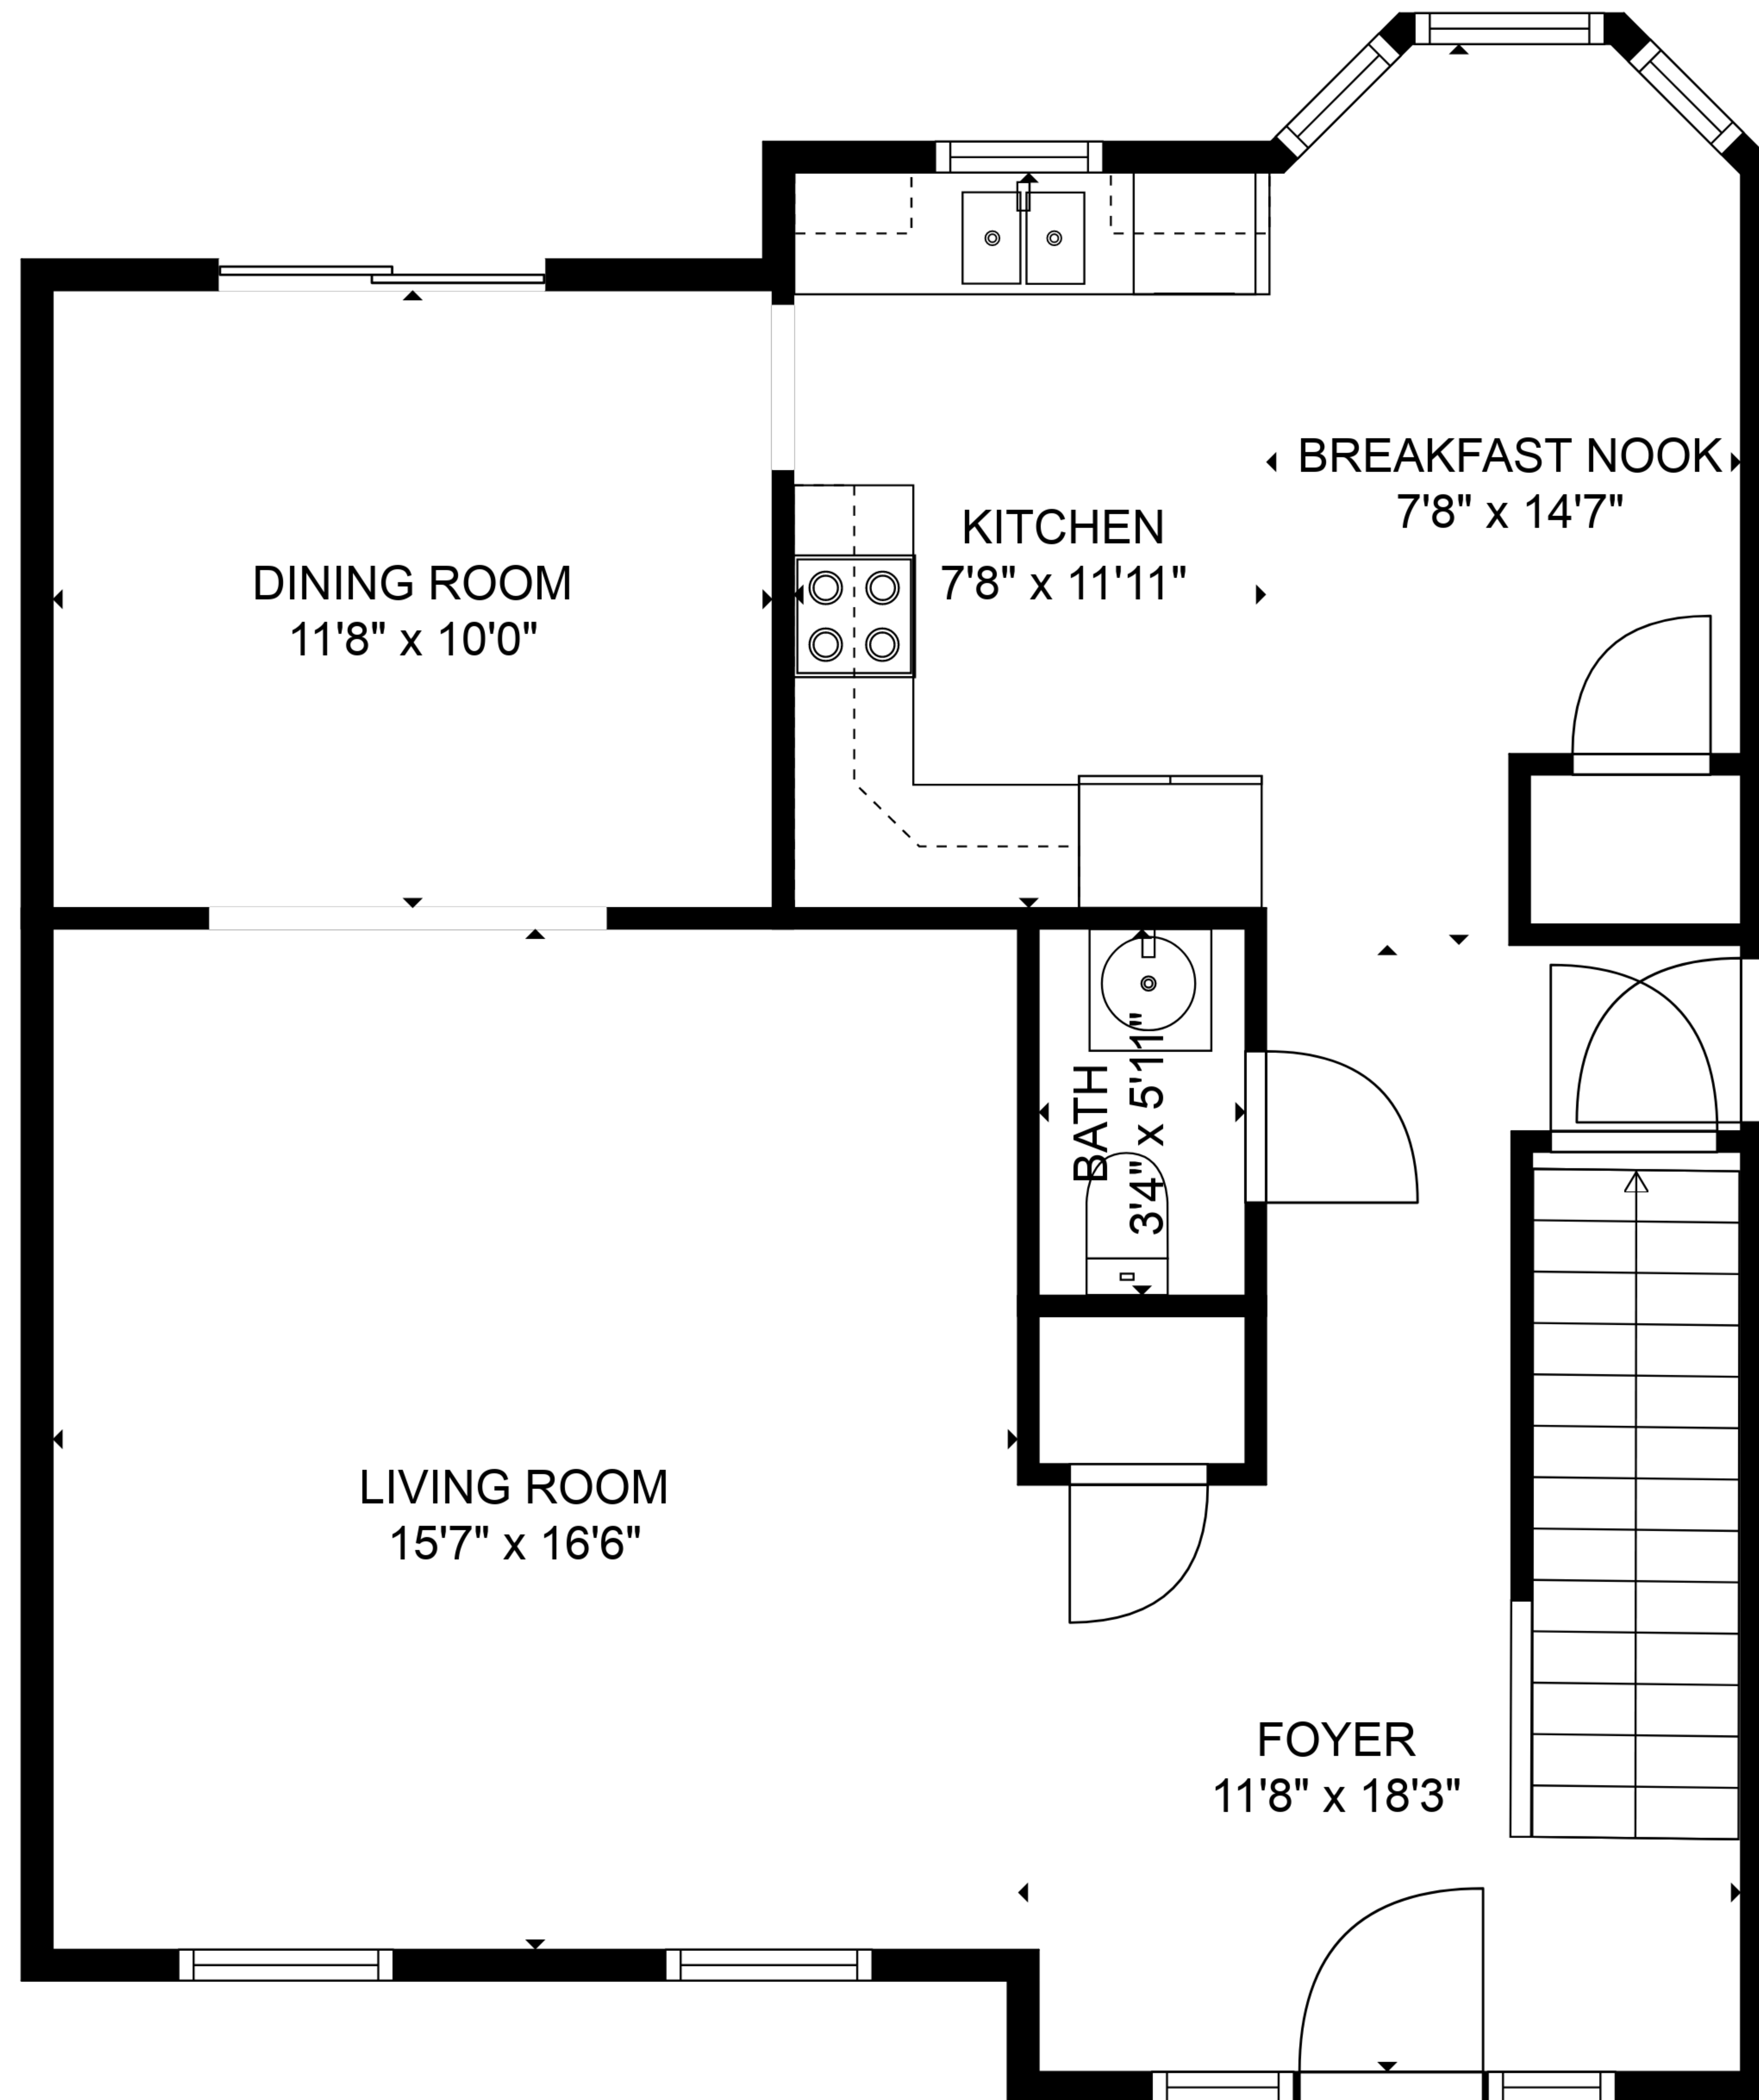 BREAKFAST NOOK
7'8" x 14'7"
KITCHEN
7'8" x 11'11"
DINING ROOM
11'8" x 10'0"
BATH
3'4" x 5'11"
LIVING ROOM
15'7" x 16'6"
FOYER
11'8" x 18'3"